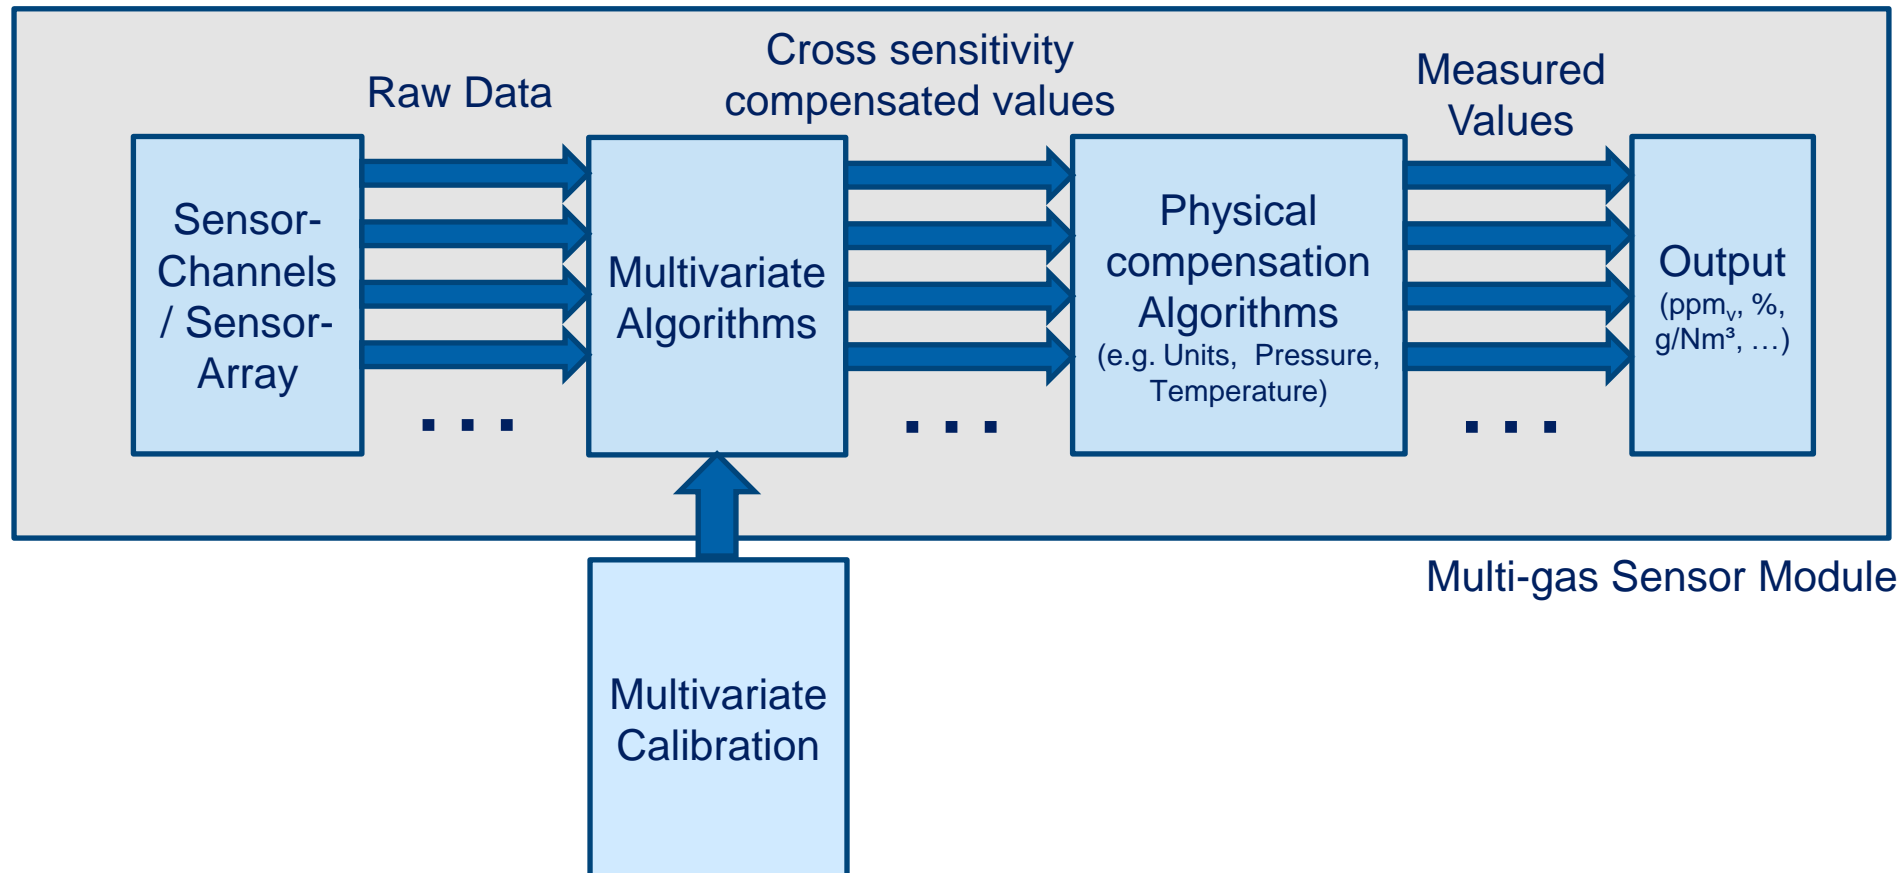 Raw Data
Cross sensitivity
compensated values
Measured
Values
Sensor-
Channels
/ Sensor-
Array
Multivariate
Algorithms
Physical
compensation
Algorithms
(e.g. Units, Pressure,
Temperature)
Output
(ppmᵥ, %,
g/Nm³, …)
. . .
. . .
. . .
Multi-gas Sensor Module
Multivariate
Calibration